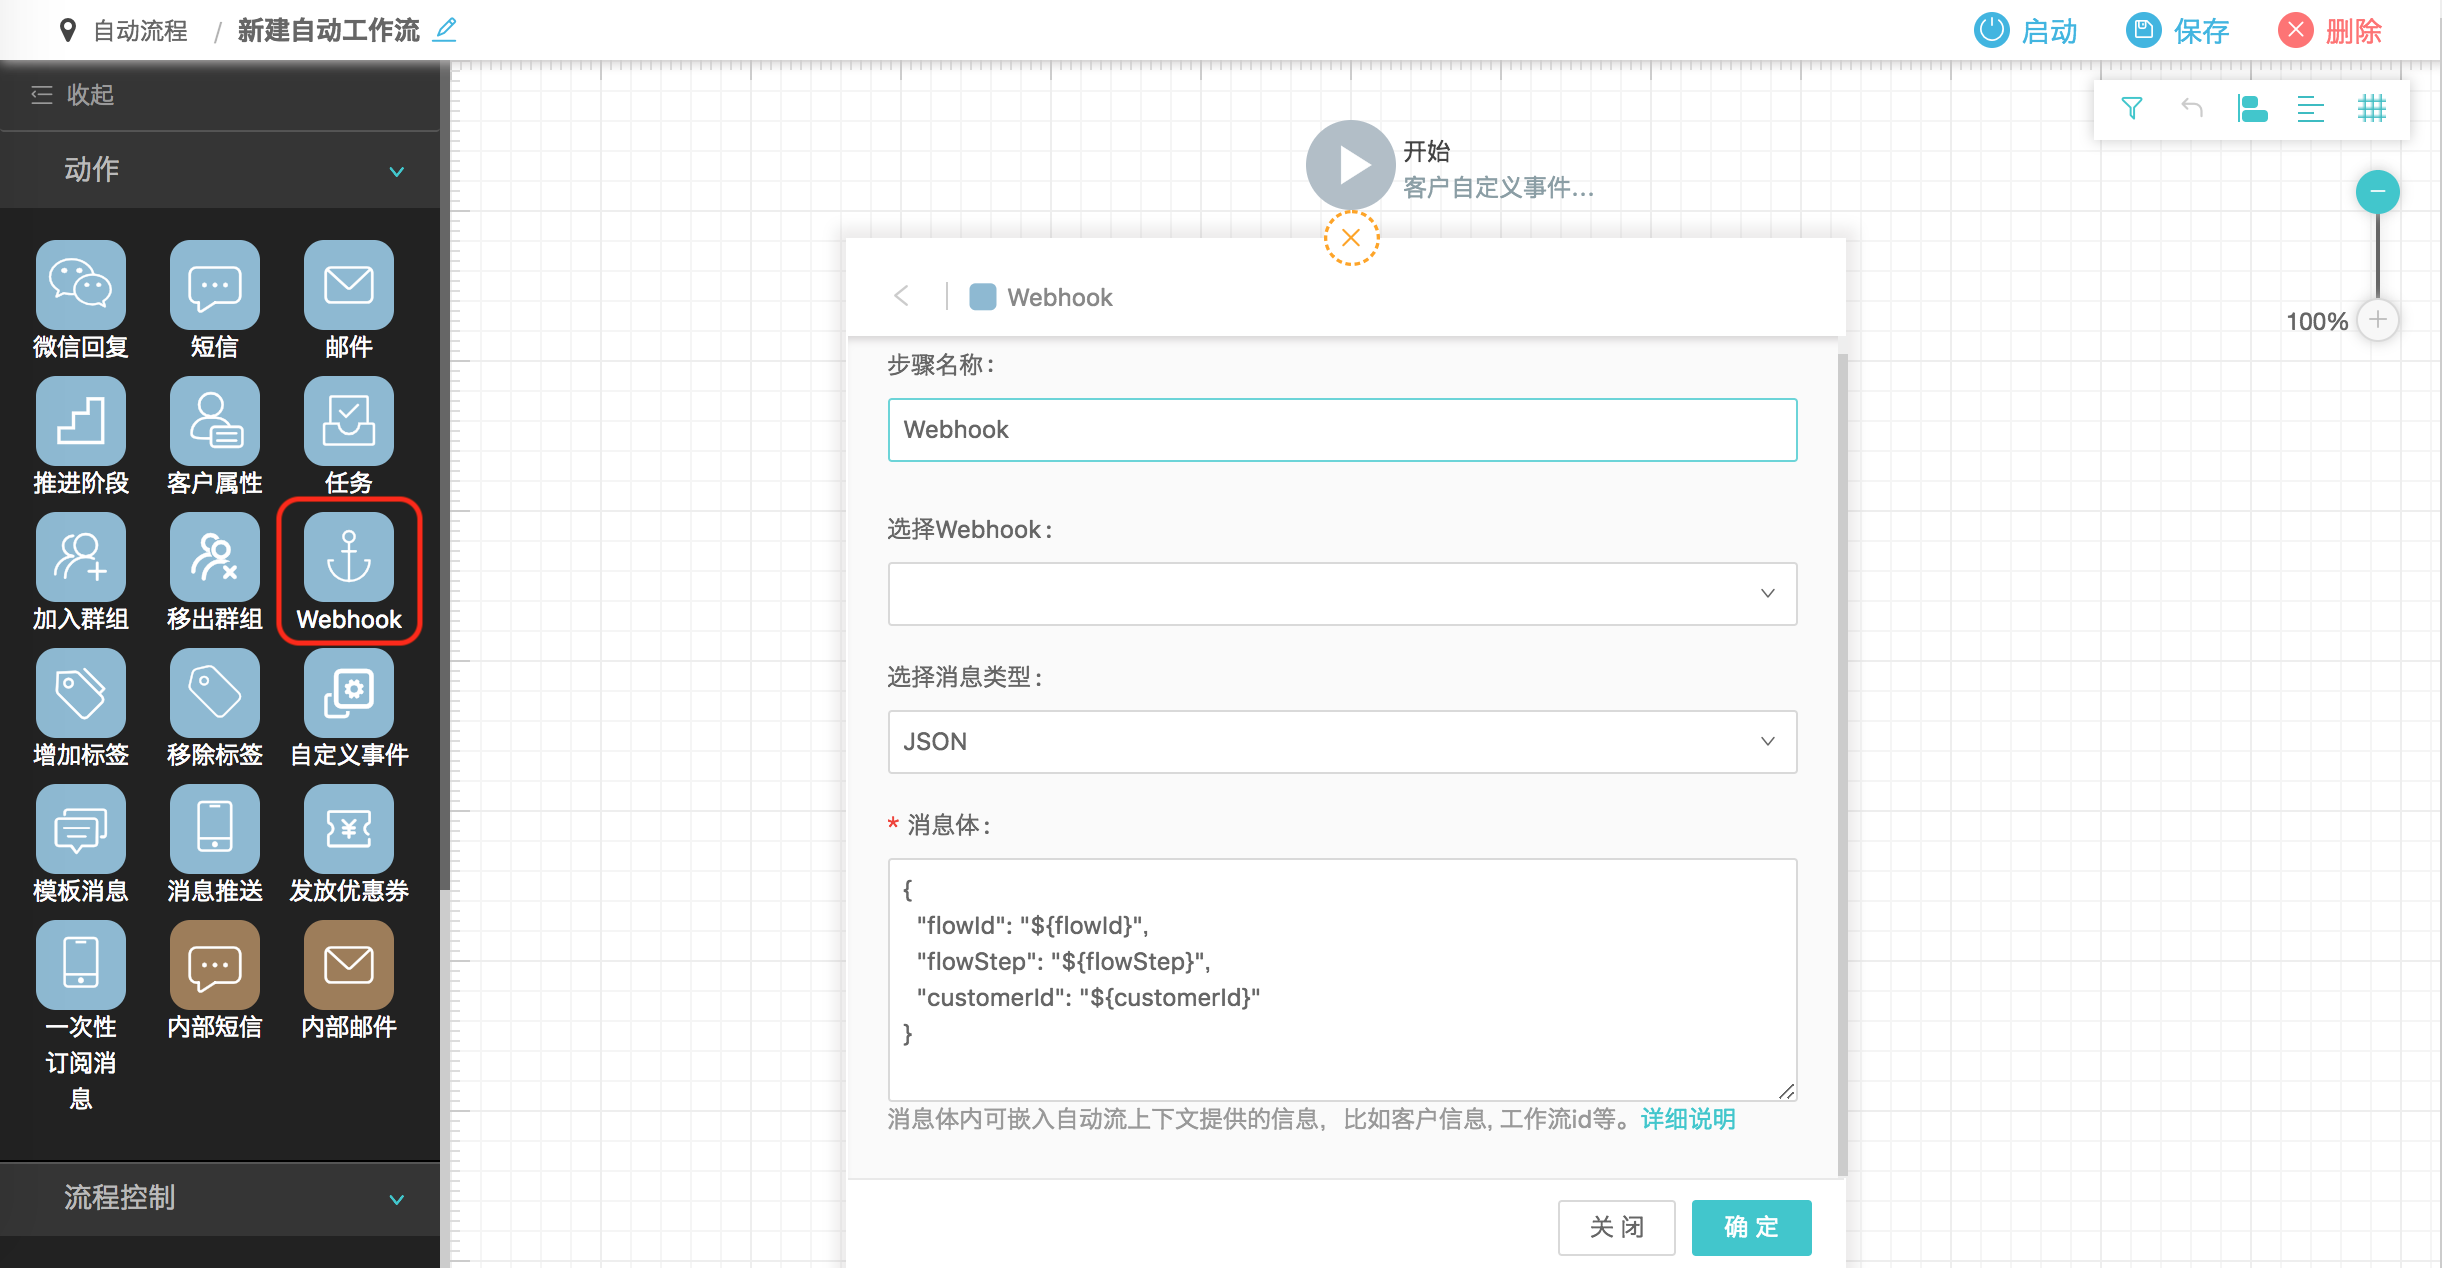 自动流程 / 新建自动工作流
启动
保存
删除
收起
动作
微信回复
短信
邮件
推进阶段
客户属性
任务
加入群组
移出群组
Webhook
增加标签
移除标签
自定义事件
模板消息
消息推送
发放优惠券
一次性
订阅消
息
内部短信
内部邮件
流程控制
开始
客户自定义事件...
100%
Webhook
步骤名称：
Webhook
选择Webhook：
选择消息类型：
JSON
* 消息体：
{
"flowId": "${flowId}",
"flowStep": "${flowStep}",
"customerId": "${customerId}"
}
消息体内可嵌入自动流上下文提供的信息，比如客户信息, 工作流id等。详细说明
关 闭
确 定